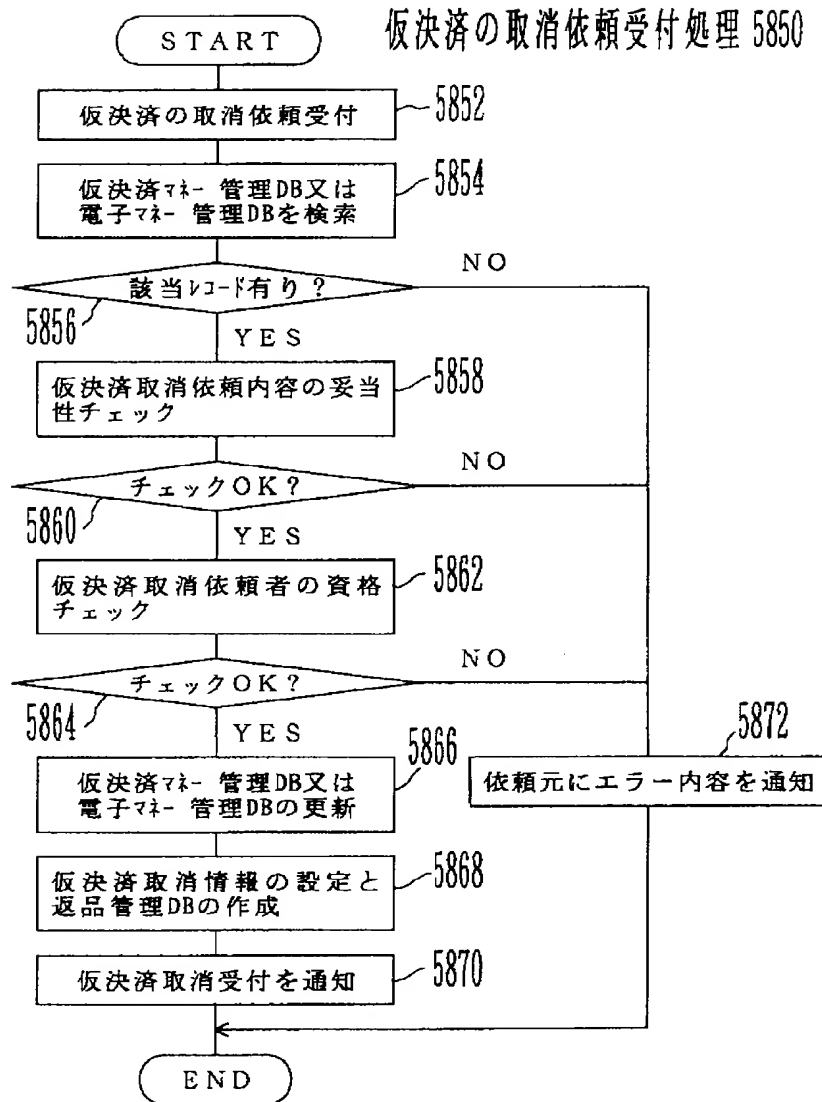 仮決済の取消依頼受付処理 5850
START
仮決済の取消依頼受付
5852
仮決済ﾏﾈｰ 管理DB又は
電子ﾏﾈｰ 管理DBを検索
5854
該当ﾚｺｰﾄﾞ有り?
NO
5856
YES
仮決済取消依頼内容の妥当
性チェック
5858
チェックOK?
NO
5860
YES
仮決済取消依頼者の資格
チェック
5862
チェックOK?
NO
5864
YES
仮決済ﾏﾈｰ 管理DB又は
電子ﾏﾈｰ 管理DBの更新
5866
依頼元にエラー内容を通知
5872
仮決済取消情報の設定と
返品管理DBの作成
5868
仮決済取消受付を通知
5870
END